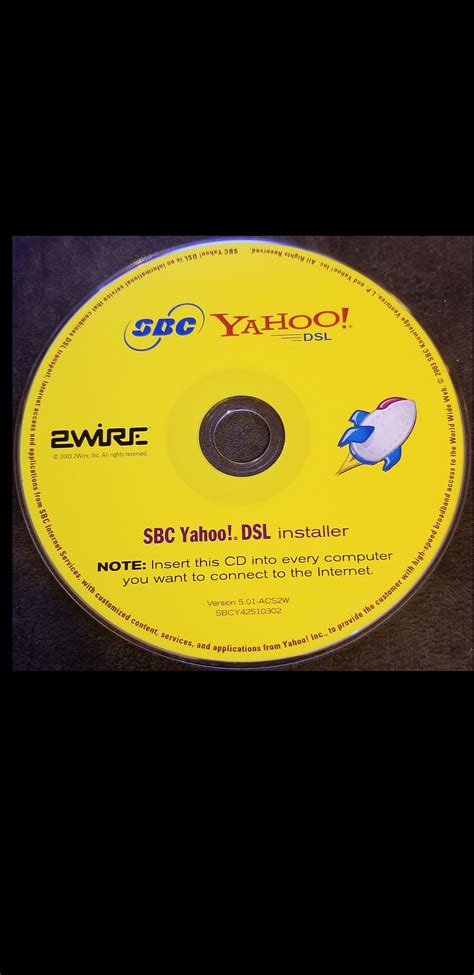 SBC YAHOO!®
DSL
2WIRE
© 2003 2Wire, Inc. All rights reserved.
SBC Yahoo!® DSL installer
NOTE: Insert this CD into every computer
you want to connect to the Internet.
Version 5.01-ACS2W
SBCY42510302
SBC Yahoo! DSL is an informational service that combines DSL transport, Internet access and applications from SBC Internet Services, with customized content, services, and applications from Yahoo! Inc., to provide the customer with high-speed broadband access to the World Wide Web. © 2003 SBC Knowledge Ventures L.P. and Yahoo! Inc. All Rights Reserved.